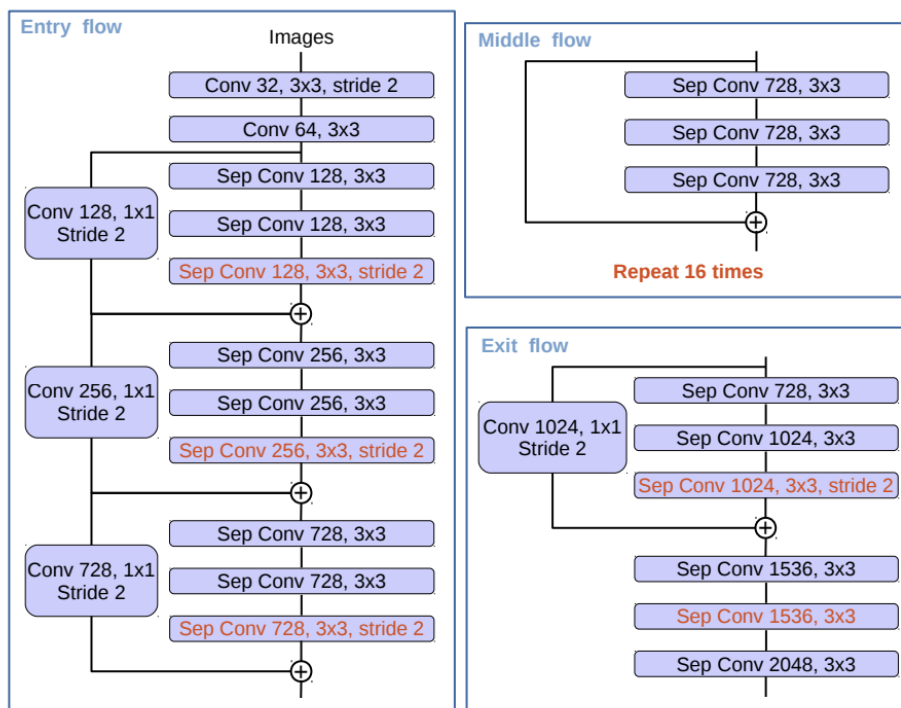 Entry flow
Images
Conv 32, 3x3, stride 2
Conv 64, 3x3
Sep Conv 128, 3x3
Conv 128, 1x1
Stride 2
Sep Conv 128, 3x3
Sep Conv 128, 3x3, stride 2
+
Sep Conv 256, 3x3
Conv 256, 1x1
Stride 2
Sep Conv 256, 3x3
Sep Conv 256, 3x3, stride 2
+
Sep Conv 728, 3x3
Conv 728, 1x1
Stride 2
Sep Conv 728, 3x3
Sep Conv 728, 3x3, stride 2
+
Middle flow
Sep Conv 728, 3x3
Sep Conv 728, 3x3
Sep Conv 728, 3x3
+
Repeat 16 times
Exit flow
Sep Conv 728, 3x3
Conv 1024, 1x1
Stride 2
Sep Conv 1024, 3x3
Sep Conv 1024, 3x3, stride 2
+
Sep Conv 1536, 3x3
Sep Conv 1536, 3x3
Sep Conv 2048, 3x3